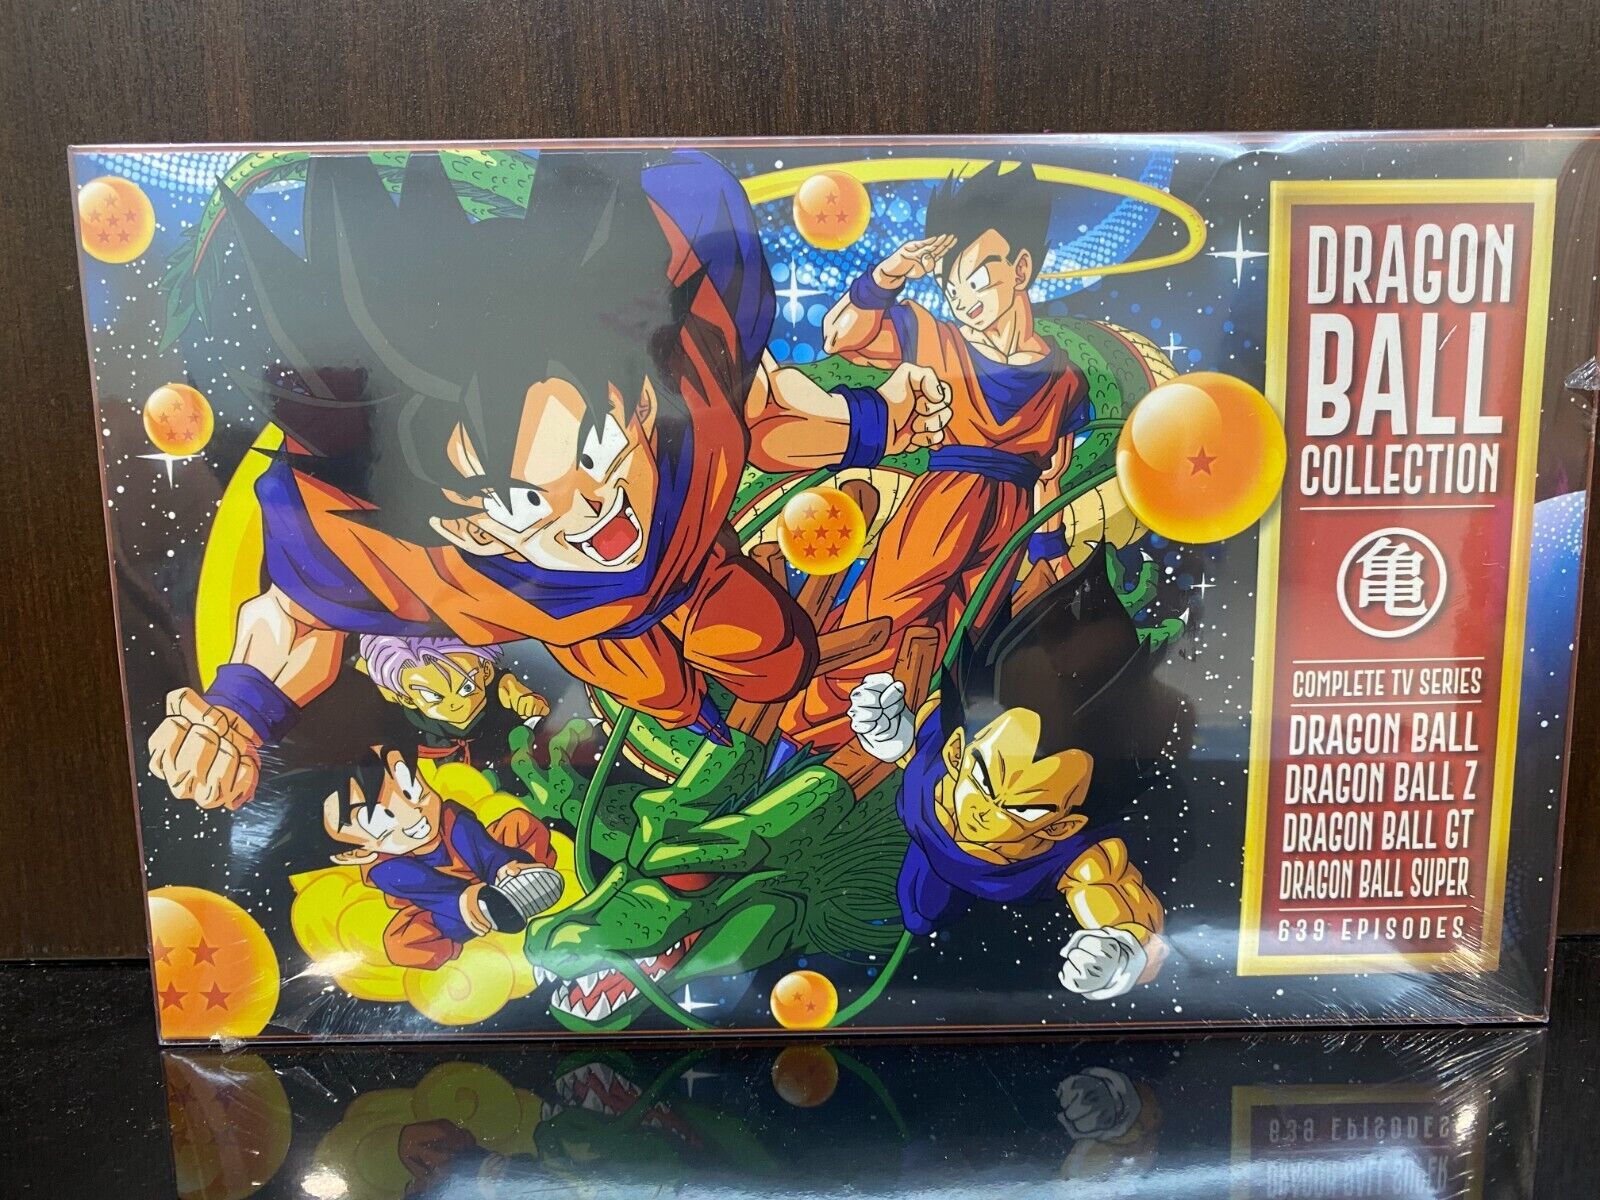 DRAGON
BALL
COLLECTION
亀
COMPLETE TV SERIES
DRAGON BALL
DRAGON BALL Z
DRAGON BALL GT
DRAGON BALL SUPER
639 EPISODES